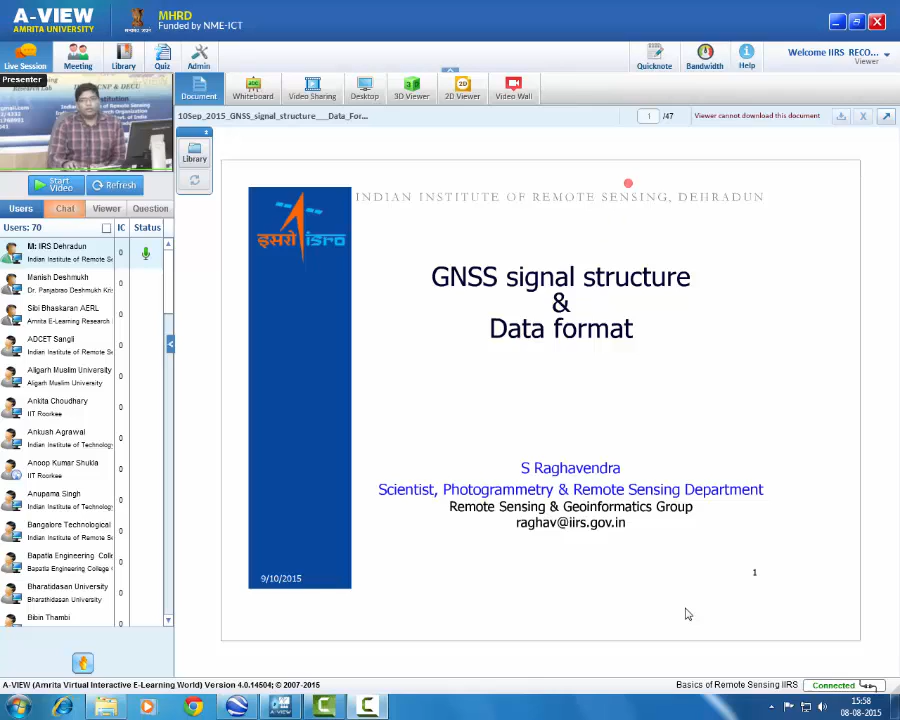 A-VIEW
AMRITA UNIVERSITY
MHRD
Funded by NME-ICT
Live Session
Meeting
Library
Quiz
Admin
Quicknote
Bandwidth
Help
Welcome IIRS RECO...
Viewer
Presenter
CNP & DECU
Document
Whiteboard
Video Sharing
Desktop
3D Viewer
2D Viewer
Video Wall
10Sep_2015_GNSS_signal_structure___Data_For...
1 /47
Viewer cannot download this document
Library
Start Video
Refresh
Users
Chat
Viewer
Question
Users: 70
IC
Status
M: IIRS Dehradun
Indian Institute of Remote Se
0
Manish Deshmukh
Dr. Panjabrao Deshmukh Kri
0
Sibi Bhaskaran AERL
Amrita E-Learning Research
0
ADCET Sangli
Indian Institute of Remote S
0
Aligarh Muslim University
Aligarh Muslim University
0
Ankita Choudhary
IIT Roorkee
0
Ankush Agrawal
Indian Institute of Technolog
0
Anoop Kumar Shukla
IIT Roorkee
0
Anupama Singh
Indian Institute of Technolog
0
Bangalore Technological
Indian Institute of Remote S
0
Bapatla Engineering Colle
Bapatla Engineering College
0
Bharatidasan University
Bharathidasan University
0
Bibin Thambi
0
INDIAN INSTITUTE OF REMOTE SENSING, DEHRADUN
इसरो isro
GNSS signal structure
&
Data format
S Raghavendra
Scientist, Photogrammetry & Remote Sensing Department
Remote Sensing & Geoinformatics Group
raghav@iirs.gov.in
9/10/2015
1
A-VIEW (Amrita Virtual Interactive E-Learning World) Version 4.0.14504; © 2007-2015
Basics of Remote Sensing IIRS
Connected
A-VIEW
15:58
08-08-2015